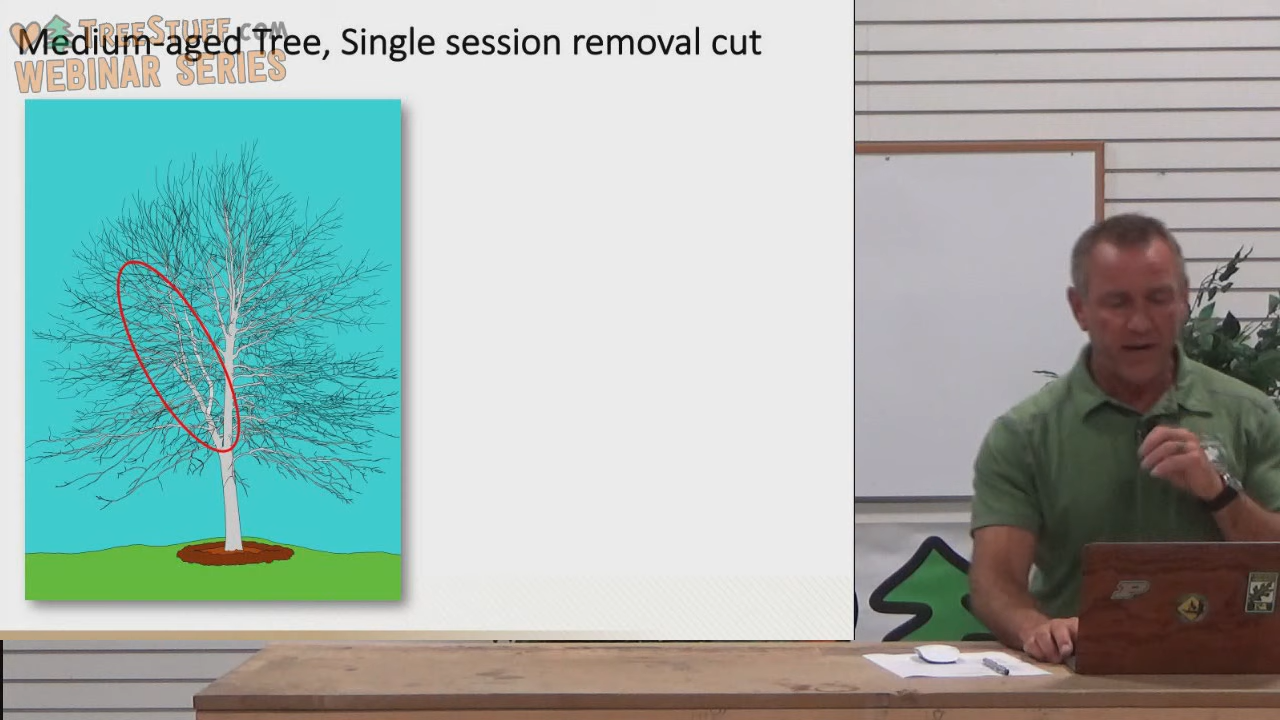 Medium-aged Tree, Single session removal cut
TREESTUFF.COM
WEBINAR SERIES
P